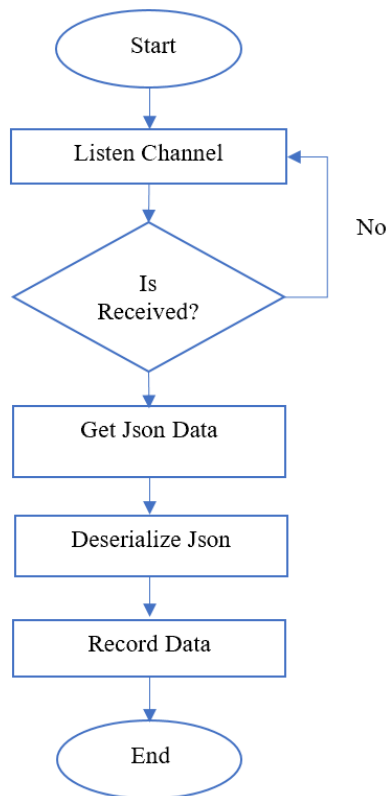 Start
Listen Channel
No
Is
Received?
Get Json Data
Deserialize Json
Record Data
End